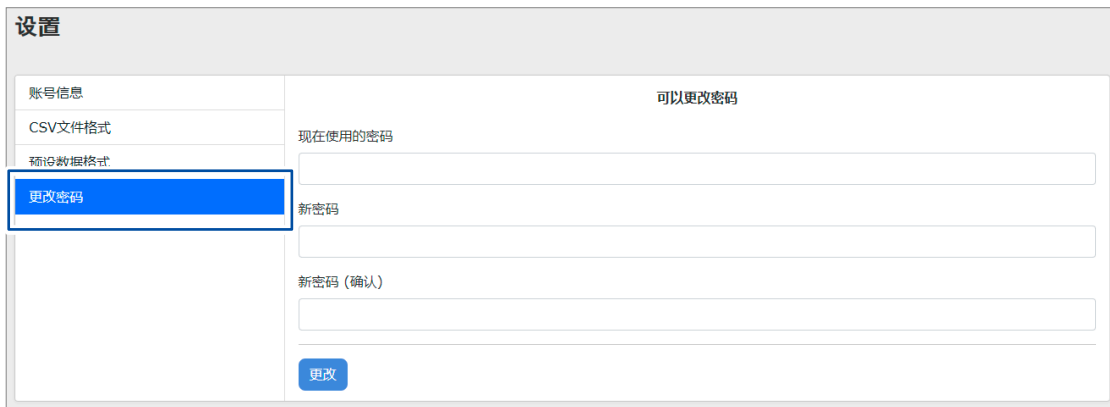 设置
账号信息
CSV文件格式
预设数据格式
更改密码
可以更改密码
现在使用的密码
新密码
新密码 (确认)
更改